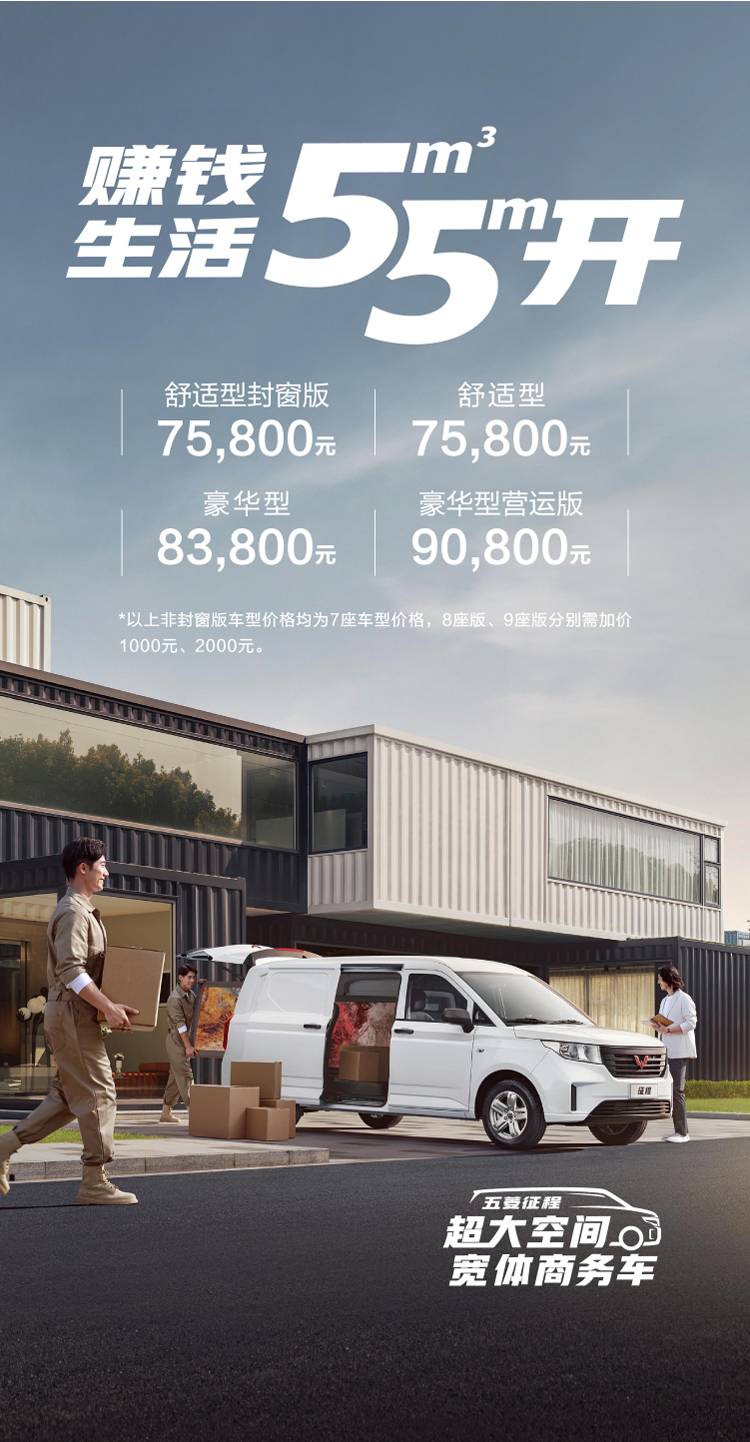 赚钱
生活
5m³
5m开
舒适型封窗版
75,800元
舒适型
75,800元
豪华型
83,800元
豪华型营运版
90,800元
*以上非封窗版车型价格均为7座车型价格，8座版、9座版分别需加价
1000元、2000元。
征程
五菱征程
超大空间
宽体商务车